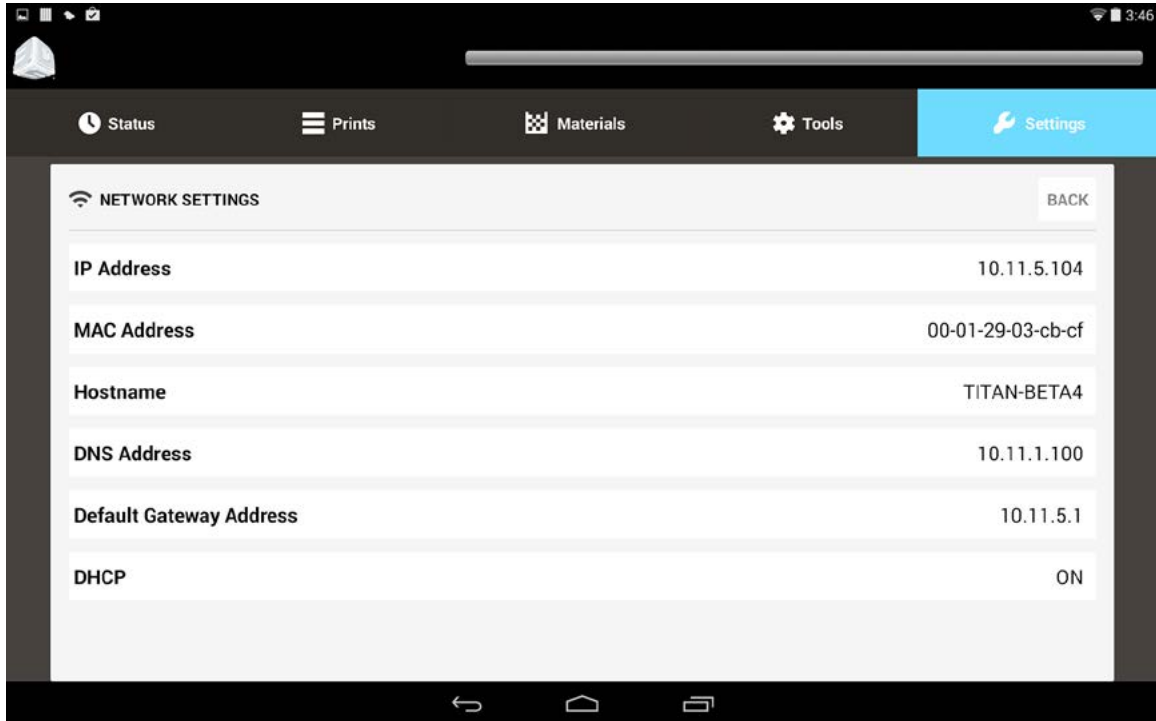 3:46
Status Prints Materials Tools Settings
NETWORK SETTINGS BACK
IP Address 10.11.5.104
MAC Address 00-01-29-03-cb-cf
Hostname TITAN-BETA4
DNS Address 10.11.1.100
Default Gateway Address 10.11.5.1
DHCP ON